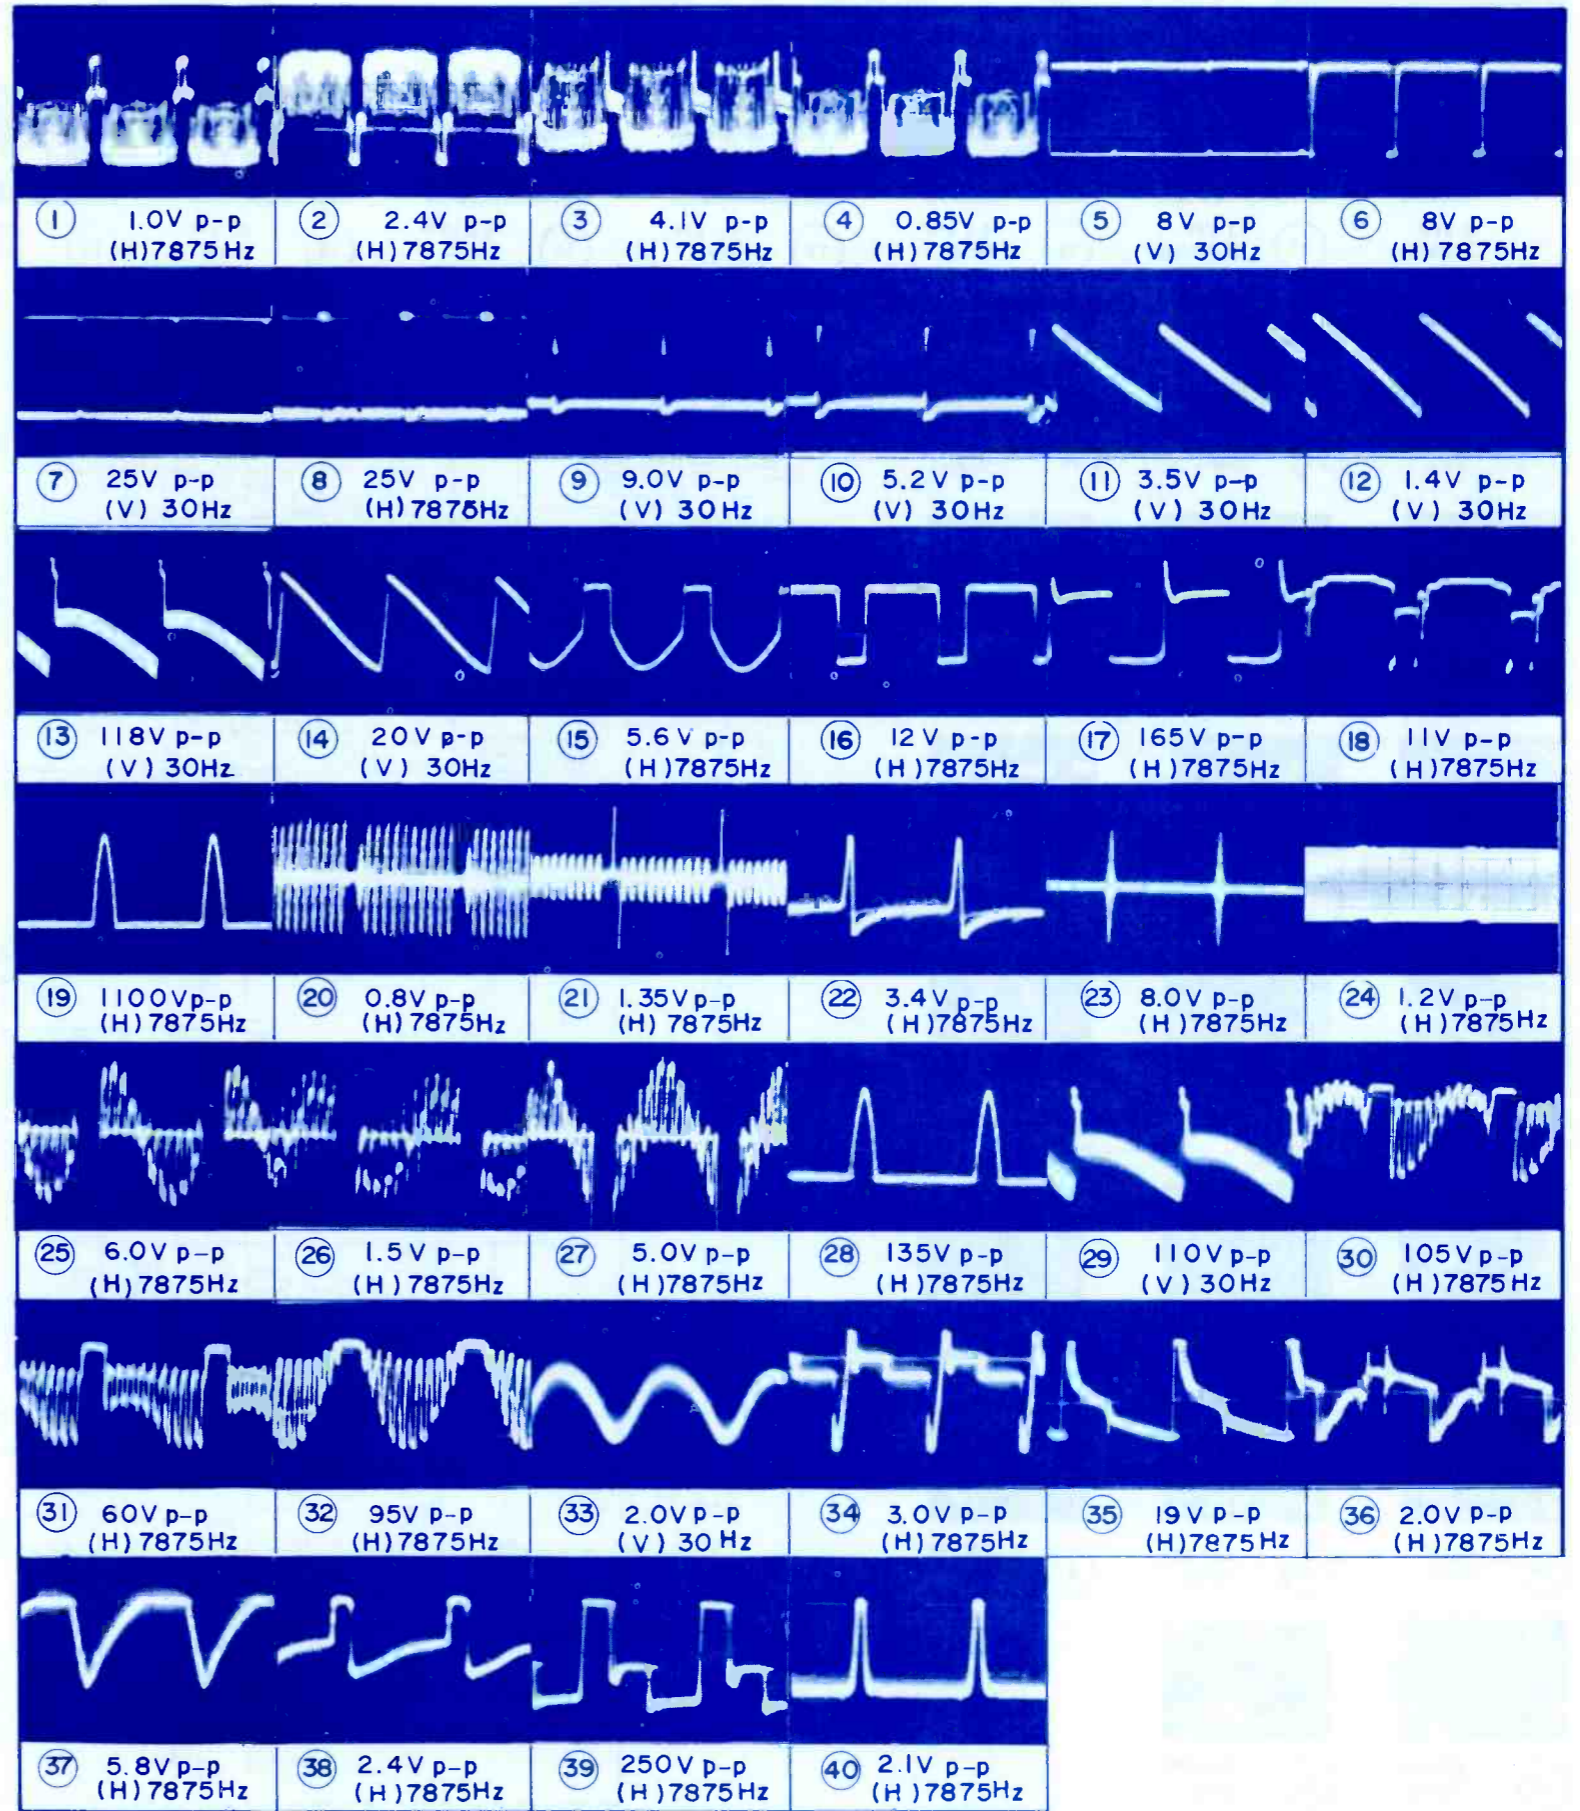 ① 1.0V p-p
(H)7875Hz
② 2.4V p-p
(H)7875Hz
③ 4.1V p-p
(H)7875Hz
④ 0.85V p-p
(H)7875Hz
⑤ 8V p-p
(V) 30Hz
⑥ 8V p-p
(H)7875Hz
⑦ 25V p-p
(V) 30Hz
⑧ 25V p-p
(H)7875Hz
⑨ 9.0V p-p
(V) 30Hz
⑩ 5.2V p-p
(V) 30Hz
⑪ 3.5V p-p
(V) 30Hz
⑫ 1.4V p-p
(V) 30Hz
⑬ 118V p-p
(V) 30Hz
⑭ 20V p-p
(V) 30Hz
⑮ 5.6V p-p
(H)7875Hz
⑯ 12V p-p
(H)7875Hz
⑰ 165V p-p
(H)7875Hz
⑱ 11V p-p
(H)7875Hz
⑲ 1100Vp-p
(H)7875Hz
⑳ 0.8V p-p
(H)7875Hz
㉑ 1.35V p-p
(H)7875Hz
㉒ 3.4V p-p
(H)7875Hz
㉓ 8.0V p-p
(H)7875Hz
㉔ 1.2V p-p
(H)7875Hz
㉕ 6.0V p-p
(H)7875Hz
㉖ 1.5V p-p
(H)7875Hz
㉗ 5.0V p-p
(H)7875Hz
㉘ 135V p-p
(H)7875Hz
㉙ 110V p-p
(V) 30Hz
㉚ 105V p-p
(H)7875Hz
㉛ 60V p-p
(H)7875Hz
㉜ 95V p-p
(H)7875Hz
㉝ 2.0V p-p
(V) 30Hz
㉞ 3.0V p-p
(H)7875Hz
㉟ 19V p-p
(H)7875Hz
㊱ 2.0V p-p
(H)7875Hz
㊲ 5.8V p-p
(H)7875Hz
㊳ 2.4V p-p
(H)7875Hz
㊴ 250V p-p
(H)7875Hz
㊵ 2.1V p-p
(H)7875Hz